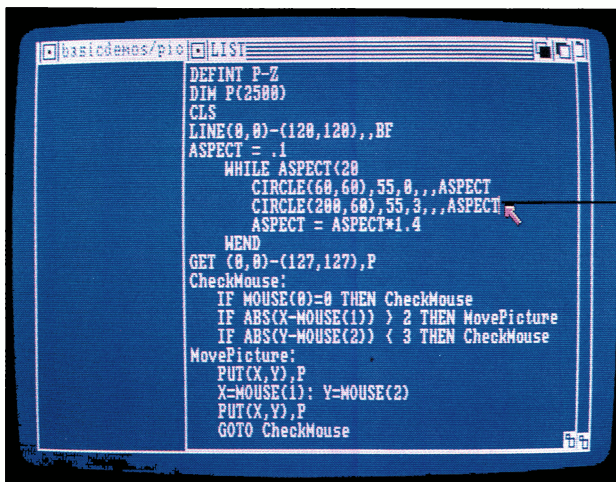 basicdemos/pic
LIST
DEFINT P-Z
DIM P(2500)
CLS
LINE(0,0)-(120,120),,BF
ASPECT = .1
WHILE ASPECT<20
CIRCLE(60,60),55,0,,,ASPECT
CIRCLE(200,60),55,3,,,ASPECT
ASPECT = ASPECT*1.4
WEND
GET (0,0)-(127,127),P
CheckMouse:
IF MOUSE(0)=0 THEN CheckMouse
IF ABS(X-MOUSE(1)) > 2 THEN MovePicture
IF ABS(Y-MOUSE(2)) < 3 THEN CheckMouse
MovePicture:
PUT(X,Y),P
X=MOUSE(1): Y=MOUSE(2)
PUT(X,Y),P
GOTO CheckMouse